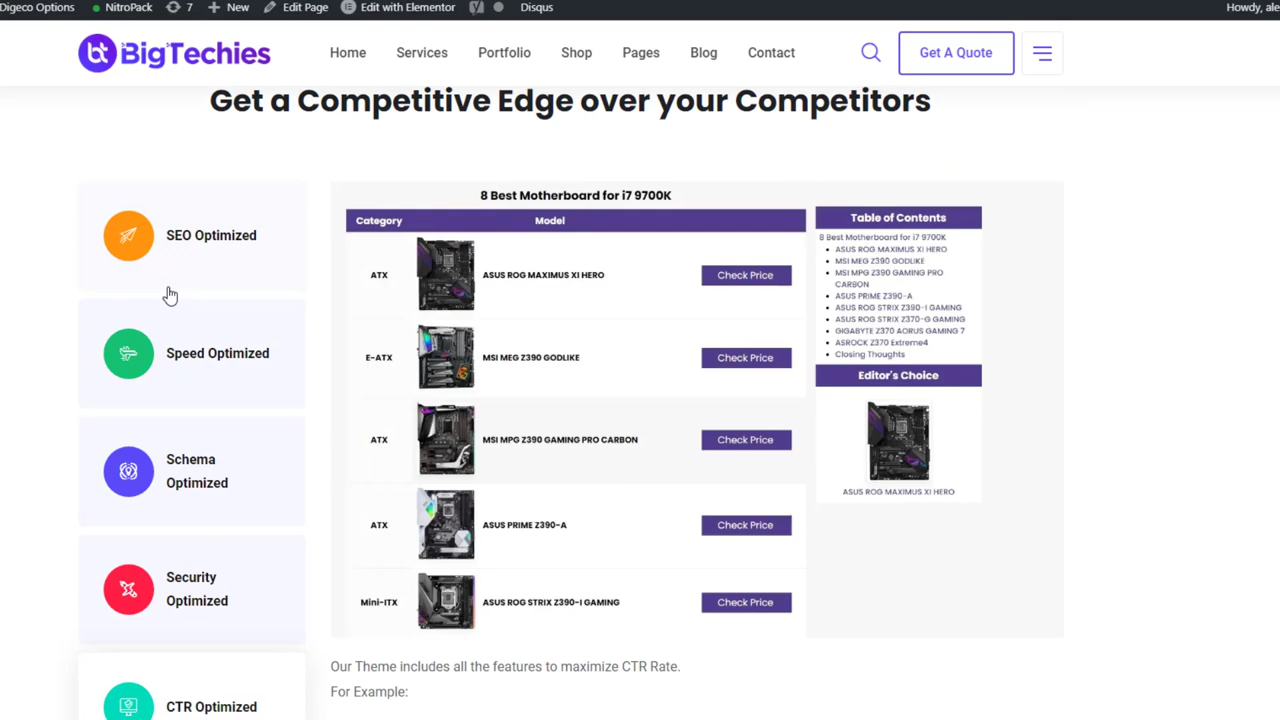 Digeco Options NitroPack 7 New Edit Page Edit with Elementor Disqus Howdy, ale
BigTechies Home Services Portfolio Shop Pages Blog Contact Get A Quote
Get a Competitive Edge over your Competitors
SEO Optimized
Speed Optimized
Schema
Optimized
Security
Optimized
CTR Optimized
8 Best Motherboard for i7 9700K
Category Model
ATX ASUS ROG MAXIMUS XI HERO Check Price
E-ATX MSI MEG Z390 GODLIKE Check Price
ATX MSI MPG Z390 GAMING PRO CARBON Check Price
ATX ASUS PRIME Z390-A Check Price
Mini-ITX ASUS ROG STRIX Z390-I GAMING Check Price
Table of Contents
8 Best Motherboard for i7 9700K
ASUS ROG MAXIMUS XI HERO
MSI MEG Z390 GODLIKE
MSI MPG Z390 GAMING PRO
CARBON
ASUS PRIME Z390-A
ASUS ROG STRIX Z390-I GAMING
ASUS ROG STRIX Z370-G GAMING
GIGABYTE Z370 AORUS GAMING 7
ASROCK Z370 Extreme4
Closing Thoughts
Editor's Choice
ASUS ROG MAXIMUS XI HERO
Our Theme includes all the features to maximize CTR Rate.
For Example: